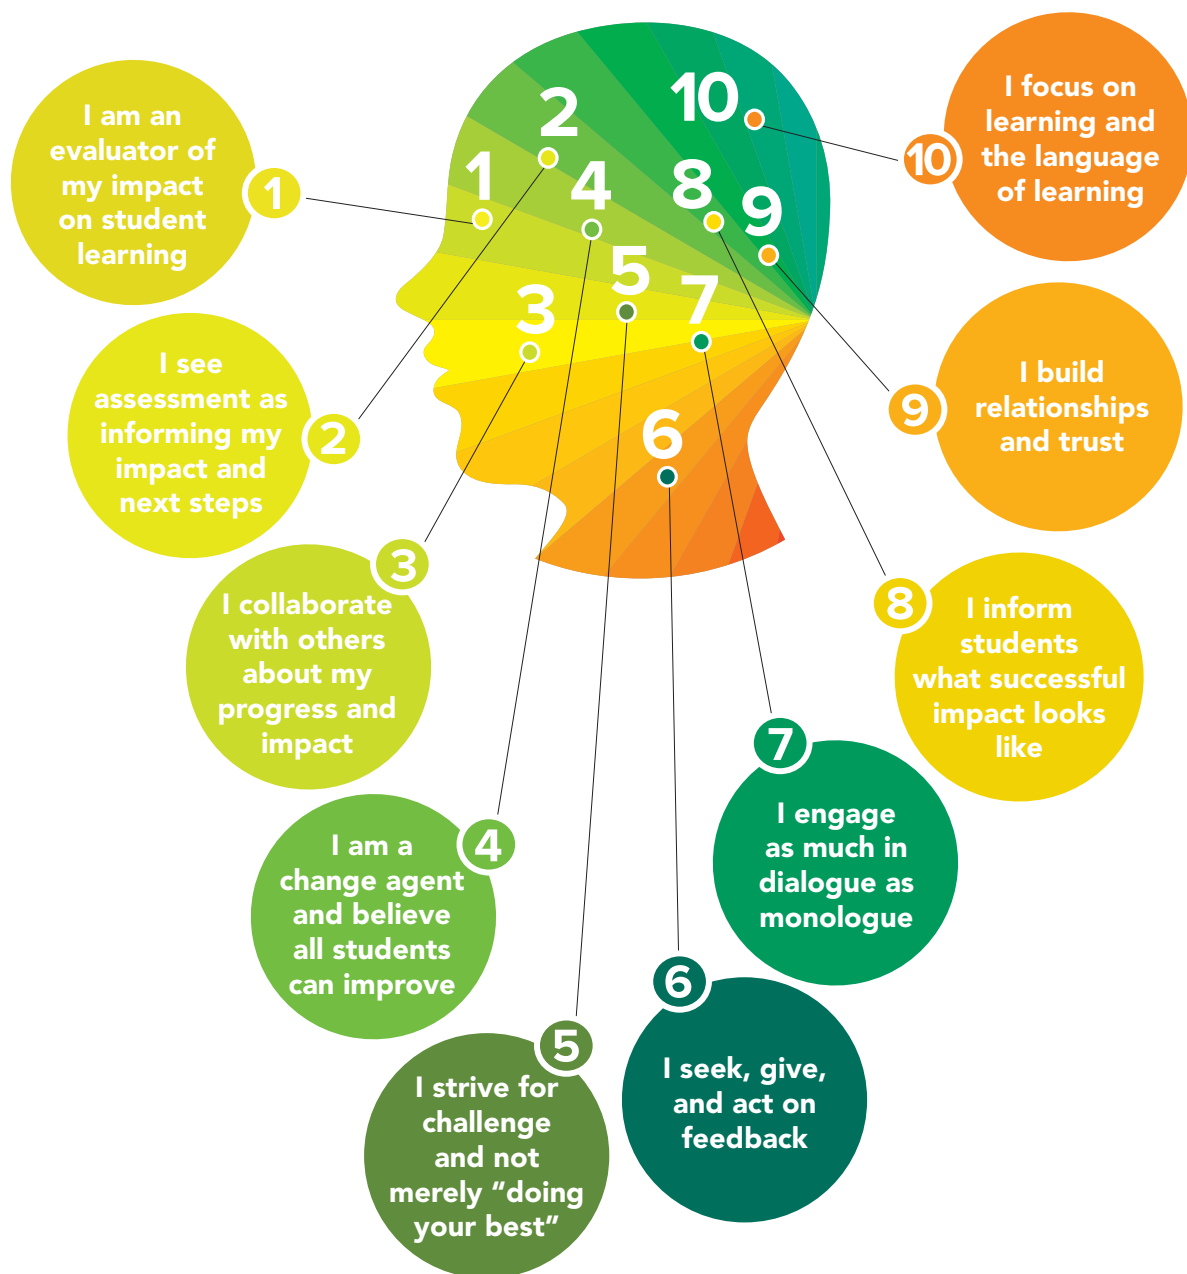 1
2
3
4
5
6
7
8
9
10
1
I am an
evaluator of
my impact
on student
learning
2
I see
assessment as
informing my
impact and
next steps
3
I collaborate
with others
about my
progress and
impact
4
I am a
change agent
and believe
all students
can improve
5
I strive for
challenge
and not
merely “doing
your best”
6
I seek, give,
and act on
feedback
7
I engage
as much in
dialogue as
monologue
8
I inform
students
what successful
impact looks
like
9
I build
relationships
and trust
10
I focus on
learning and
the language
of learning